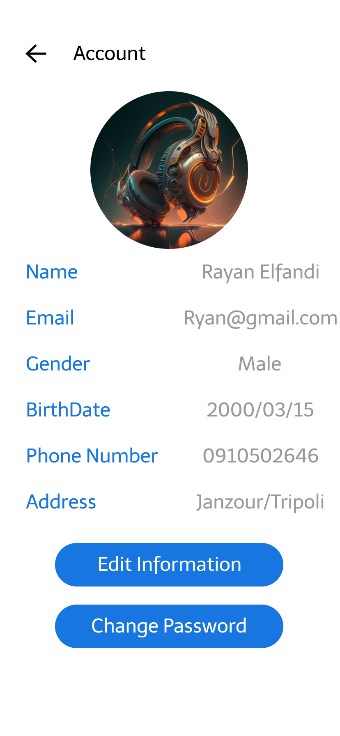 Account
Name Rayan Elfandi
Email Ryan@gmail.com
Gender Male
BirthDate 2000/03/15
Phone Number 0910502646
Address Janzour/Tripoli
Edit Information
Change Password